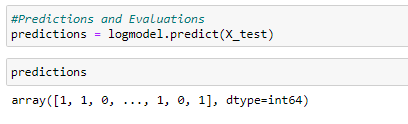 #Predictions and Evaluations
predictions = logmodel.predict(X_test)
predictions
array([1, 1, 0, ..., 1, 0, 1], dtype=int64)